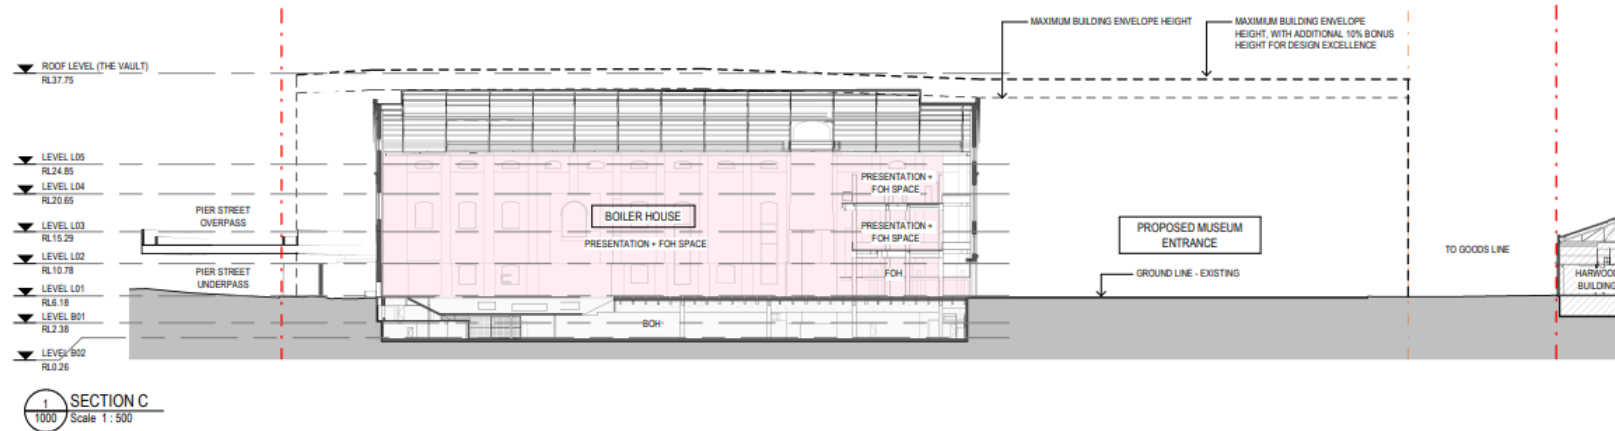 MAXIMUM BUILDING ENVELOPE HEIGHT
MAXIMIUM BUILDING ENVELOPE
HEIGHT, WITH ADDITIONAL 10% BONUS
HEIGHT FOR DESIGN EXCELLENCE
ROOF LEVEL (THE VAULT)
RL37.75
LEVEL L05
RL24.85
LEVEL L04
RL20.65
LEVEL L03
RL15.29
LEVEL L02
RL10.78
LEVEL L01
RL6.18
LEVEL B01
RL2.38
LEVEL B02
RL0.26
PIER STREET
OVERPASS
PIER STREET
UNDERPASS
BOILER HOUSE
PRESENTATION + FOH SPACE
PRESENTATION +
FOH SPACE
PRESENTATION +
FOH SPACE
FOH
BOH
PROPOSED MUSEUM
ENTRANCE
GROUND LINE - EXISTING
TO GOODS LINE
HARWOOD
BUILDING
1
1000
SECTION C
Scale 1 : 500